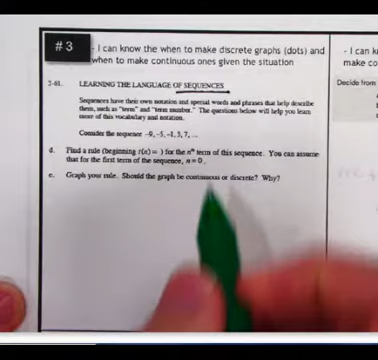 #3
- I can know the when to make discrete graphs (dots) and
when to make continuous ones given the situation
- I can k
make co
Decide from
2-61. LEARNING THE LANGUAGE OF SEQUENCES
Sequences have their own notation and special words and phrases that help describe
them, such as "term" and "term number." The questions below will help you learn
more of this vocabulary and notation.
Consider the sequence -9, -5, -1, 3, 7, ...
d. Find a rule (beginning t(n) = ) for the nth term of this sequence. You can assume
that for the first term of the sequence, n = 0.
e. Graph your rule. Should the graph be continuous or discrete? Why?